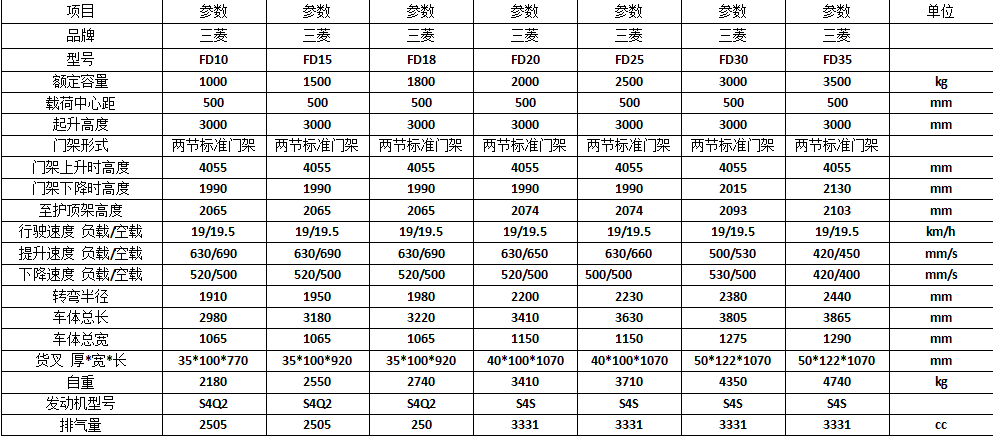 项目 参数 参数 参数 参数 参数 参数 参数 单位
品牌 三菱 三菱 三菱 三菱 三菱 三菱 三菱
型号 FD10 FD15 FD18 FD20 FD25 FD30 FD35
额定容量 1000 1500 1800 2000 2500 3000 3500 kg
载荷中心距 500 500 500 500 500 500 500 mm
起升高度 3000 3000 3000 3000 3000 3000 3000 mm
门架形式 两节标准门架 两节标准门架 两节标准门架 两节标准门架 两节标准门架 两节标准门架 两节标准门架
门架上升时高度 4055 4055 4055 4055 4055 4055 4055 mm
门架下降时高度 1990 1990 1990 1990 1990 2015 2130 mm
至护顶架高度 2065 2065 2065 2074 2074 2093 2103 mm
行驶速度 负载/空载 19/19.5 19/19.5 19/19.5 19/19.5 19/19.5 19/19.5 19/19.5 km/h
提升速度 负载/空载 630/690 630/690 630/690 630/650 630/660 500/530 420/450 mm/s
下降速度 负载/空载 520/500 520/500 520/500 520/500 500/500 530/500 420/400 mm/s
转弯半径 1910 1950 1980 2200 2230 2380 2440 mm
车体总长 2980 3180 3220 3410 3630 3805 3865 mm
车体总宽 1065 1065 1065 1150 1150 1275 1290 mm
货叉 厚*宽*长 35*100*770 35*100*920 35*100*920 40*100*1070 40*100*1070 50*122*1070 50*122*1070 mm
自重 2180 2550 2740 3410 3710 4350 4740 kg
发动机型号 S4Q2 S4Q2 S4Q2 S4S S4S S4S S4S
排气量 2505 2505 250 3331 3331 3331 3331 cc